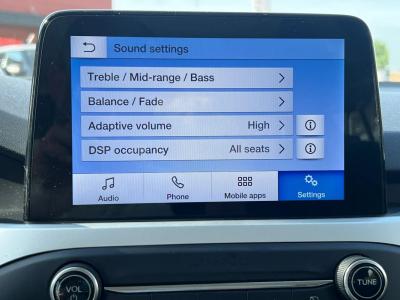 Sound settings
Treble / Mid-range / Bass
Balance / Fade
Adaptive volume High
DSP occupancy All seats
Audio Phone Mobile apps Settings
VOL TUNE